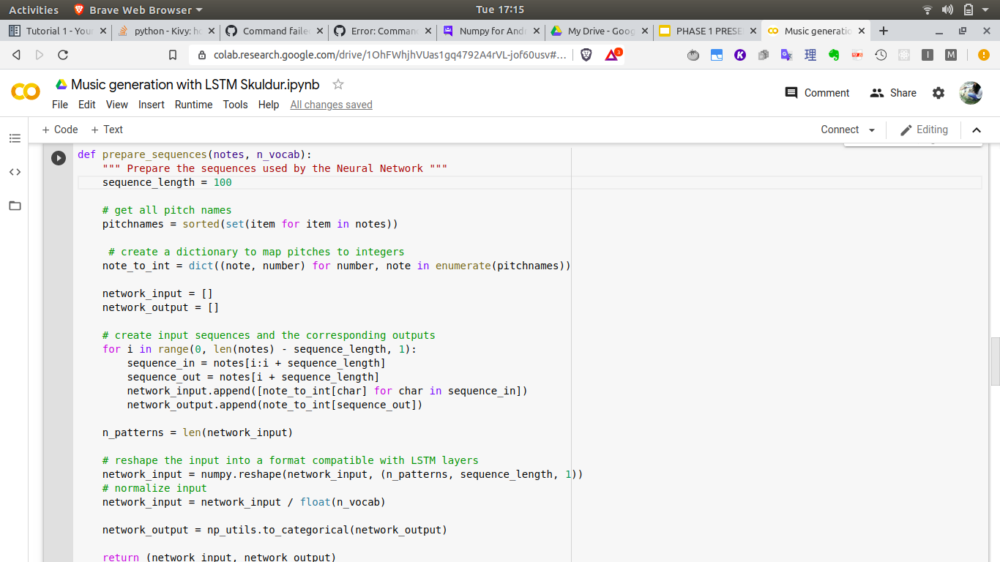 Activities Brave Web Browser Tue 17:15
Tutorial 1 - Your python - Kivy: ho Command faile Error: Comman Numpy for Andr My Drive - Goog PHASE 1 PRESE Music generatio
colab.research.google.com/drive/1OhFWhjhVUas1gq4792A4rVL-jof60usv#... 3
Music generation with LSTM Skuldur.ipynb
Comment Share
File Edit View Insert Runtime Tools Help All changes saved
+ Code + Text Connect Editing
def prepare_sequences(notes, n_vocab):
    """ Prepare the sequences used by the Neural Network """
    sequence_length = 100
    # get all pitch names
    pitchnames = sorted(set(item for item in notes))
     # create a dictionary to map pitches to integers
    note_to_int = dict((note, number) for number, note in enumerate(pitchnames))
    network_input = []
    network_output = []
    # create input sequences and the corresponding outputs
    for i in range(0, len(notes) - sequence_length, 1):
        sequence_in = notes[i:i + sequence_length]
        sequence_out = notes[i + sequence_length]
        network_input.append([note_to_int[char] for char in sequence_in])
        network_output.append(note_to_int[sequence_out])
    n_patterns = len(network_input)
    # reshape the input into a format compatible with LSTM layers
    network_input = numpy.reshape(network_input, (n_patterns, sequence_length, 1))
    # normalize input
    network_input = network_input / float(n_vocab)
    network_output = np_utils.to_categorical(network_output)
    return (network_input, network_output)